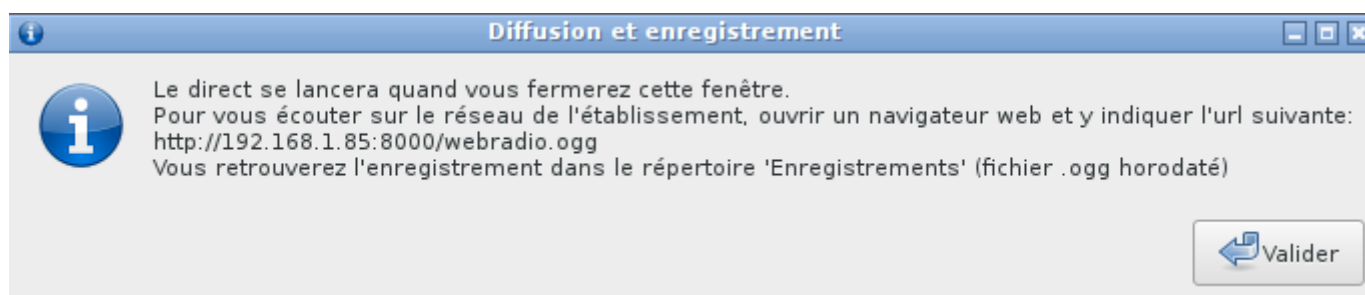 Diffusion et enregistrement
Le direct se lancera quand vous fermerez cette fenêtre.
Pour vous écouter sur le réseau de l'établissement, ouvrir un navigateur web et y indiquer l'url suivante:
http://192.168.1.85:8000/webradio.ogg
Vous retrouverez l'enregistrement dans le répertoire 'Enregistrements' (fichier .ogg horodaté)
Valider